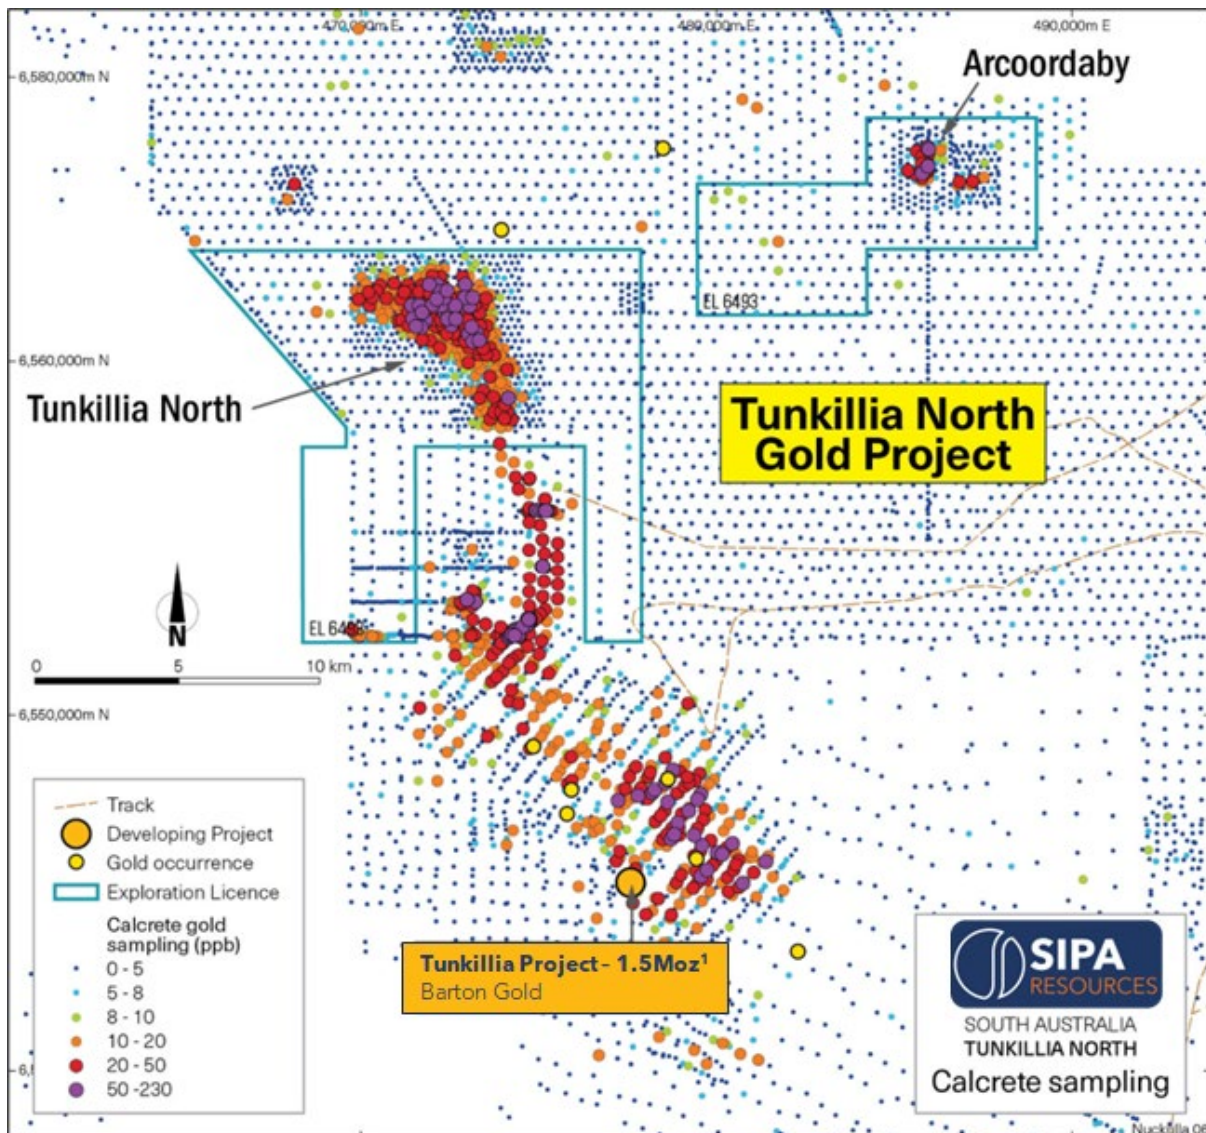 470,000m E
480,000m E
490,000m E
6,580,000m N
Arcoordaby
EL 6493
6,560,000m N
Tunkillia North
Tunkillia North
Gold Project
N
0 5 10 km
6,550,000m N
Track
Developing Project
Gold occurrence
Exploration Licence
Calcrete gold
sampling (ppb)
0 - 5
5 - 8
8 - 10
10 - 20
20 - 50
50 -230
Tunkillia Project – 1.5Moz¹
Barton Gold
SIPA
RESOURCES
SOUTH AUSTRALIA
TUNKILLIA NORTH
Calcrete sampling